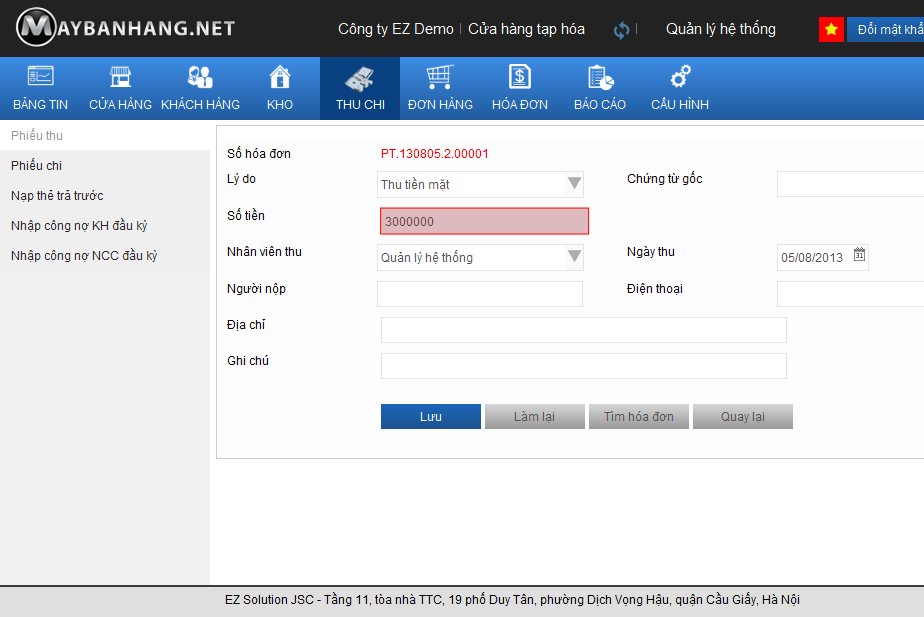 MAYBANHANG.NET
Công ty EZ Demo | Cửa hàng tạp hóa | Quản lý hệ thống Đổi mật khẩ
BẢNG TIN CỬA HÀNG KHÁCH HÀNG KHO THU CHI ĐƠN HÀNG HÓA ĐƠN BÁO CÁO CẤU HÌNH
Phiếu thu
Phiếu chi
Nạp thẻ trả trước
Nhập công nợ KH đầu kỳ
Nhập công nợ NCC đầu kỳ
Số hóa đơn PT.130805.2.00001
Lý do Thu tiền mặt Chứng từ gốc
Số tiền 3000000
Nhân viên thu Quản lý hệ thống Ngày thu 05/08/2013 31
Người nộp Điện thoại
Địa chỉ
Ghi chú
Lưu Làm lại Tìm hóa đơn Quay lại
EZ Solution JSC - Tầng 11, tòa nhà TTC, 19 phố Duy Tân, phường Dịch Vọng Hậu, quận Cầu Giấy, Hà Nội